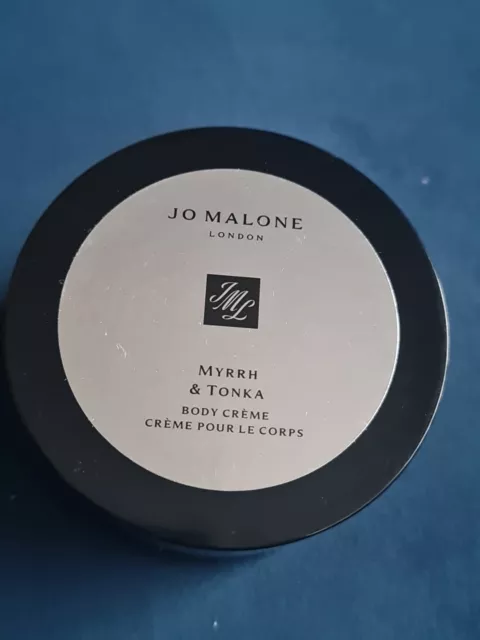 JO MALONE
LONDON
JML
MYRRH
& TONKA
BODY CRÈME
CRÈME POUR LE CORPS